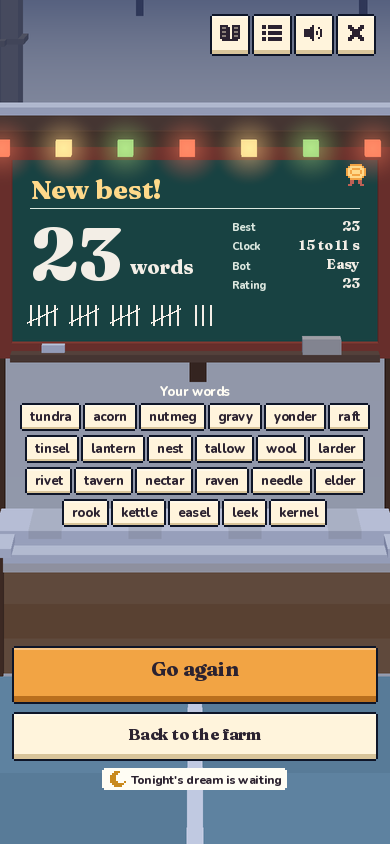 New best!
23 words
Best 23
Clock 15 to 11 s
Bot Easy
Rating 23
Your words
tundra acorn nutmeg gravy yonder raft
tinsel lantern nest tallow wool larder
rivet tavern nectar raven needle elder
rook kettle easel leek kernel
Go again
Back to the farm
Tonight's dream is waiting